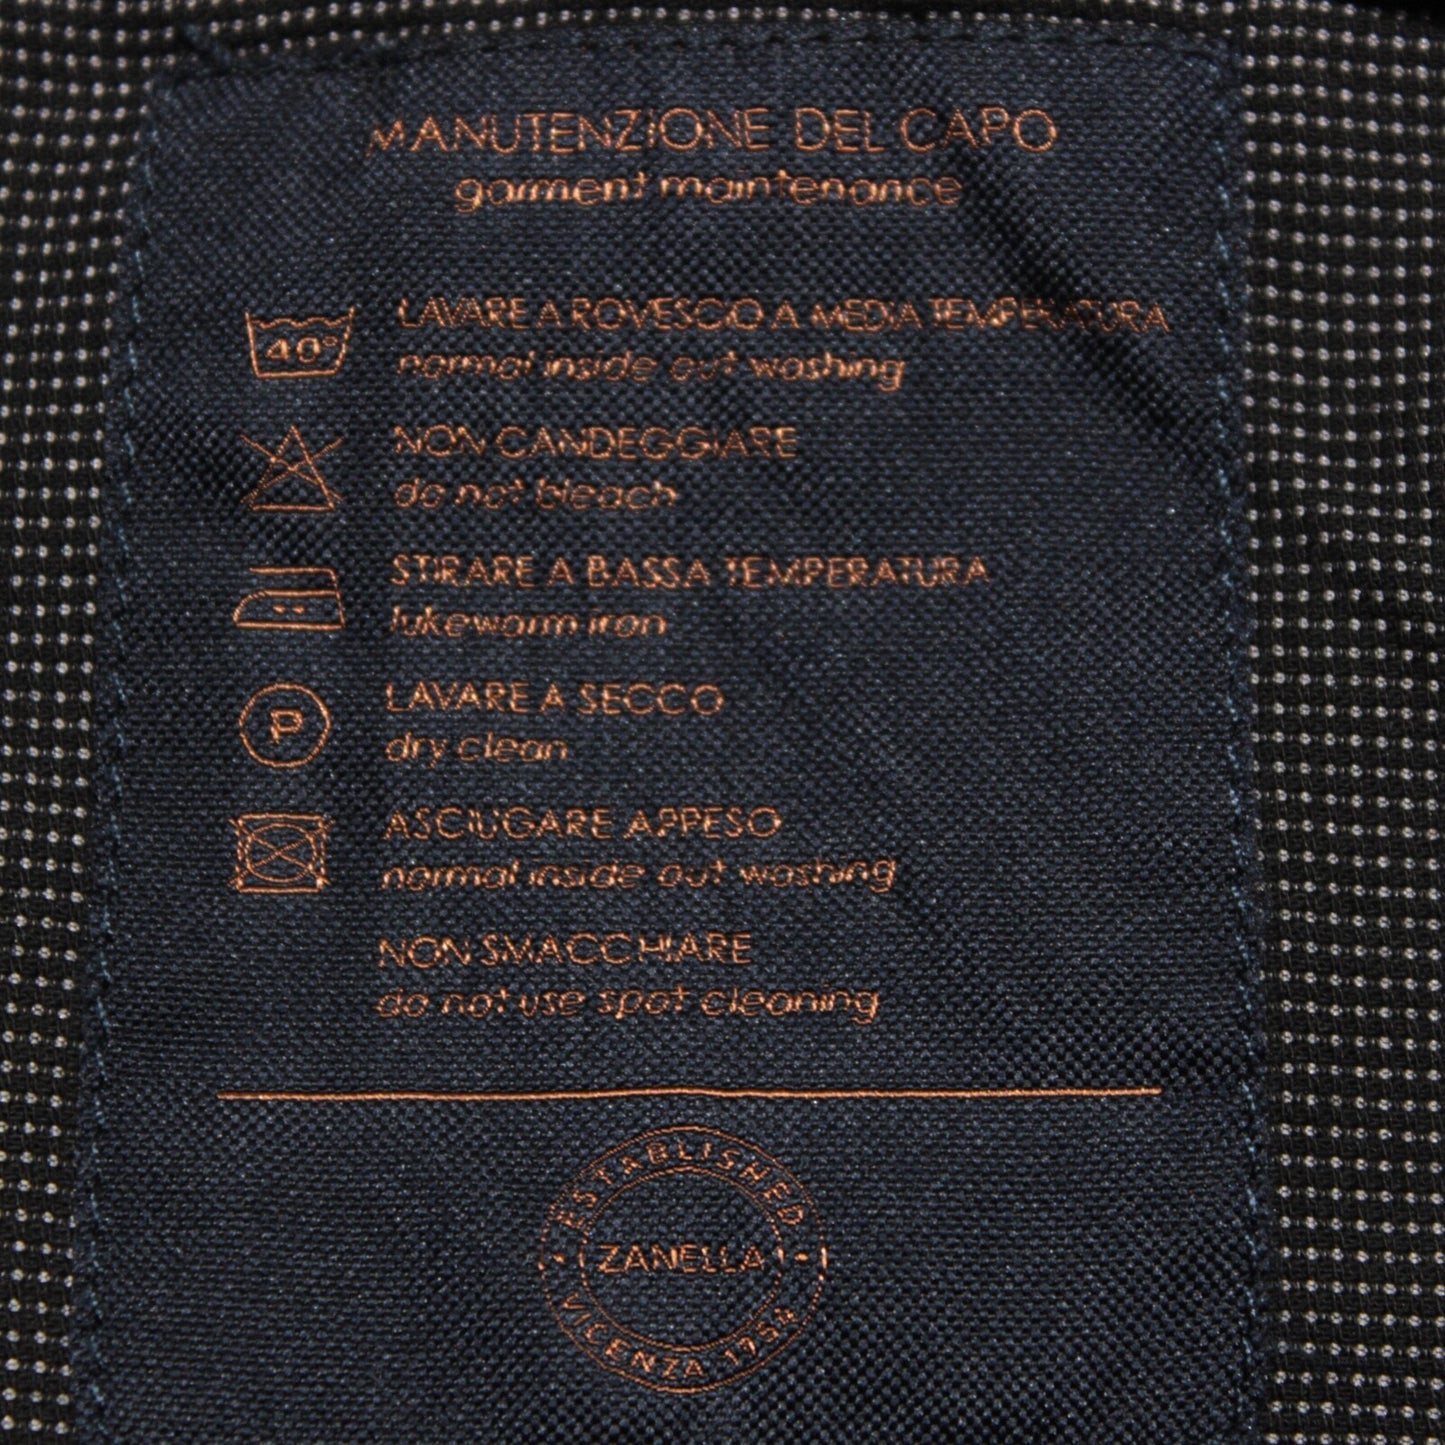 MANUTENZIONE DEL CAPO
garment maintenance
40°
LAVARE A ROVESCIO A MEDIA TEMPERATURA
normal inside out washing
NON CANDEGGIARE
do not bleach
STIRARE A BASSA TEMPERATURA
lukewarm iron
P
LAVARE A SECCO
dry clean
ASCIUGARE APPESO
normal inside out washing
NON SMACCHIARE
do not use spot cleaning
ESTABLISHED
ZANELLA
VICENZA 1954